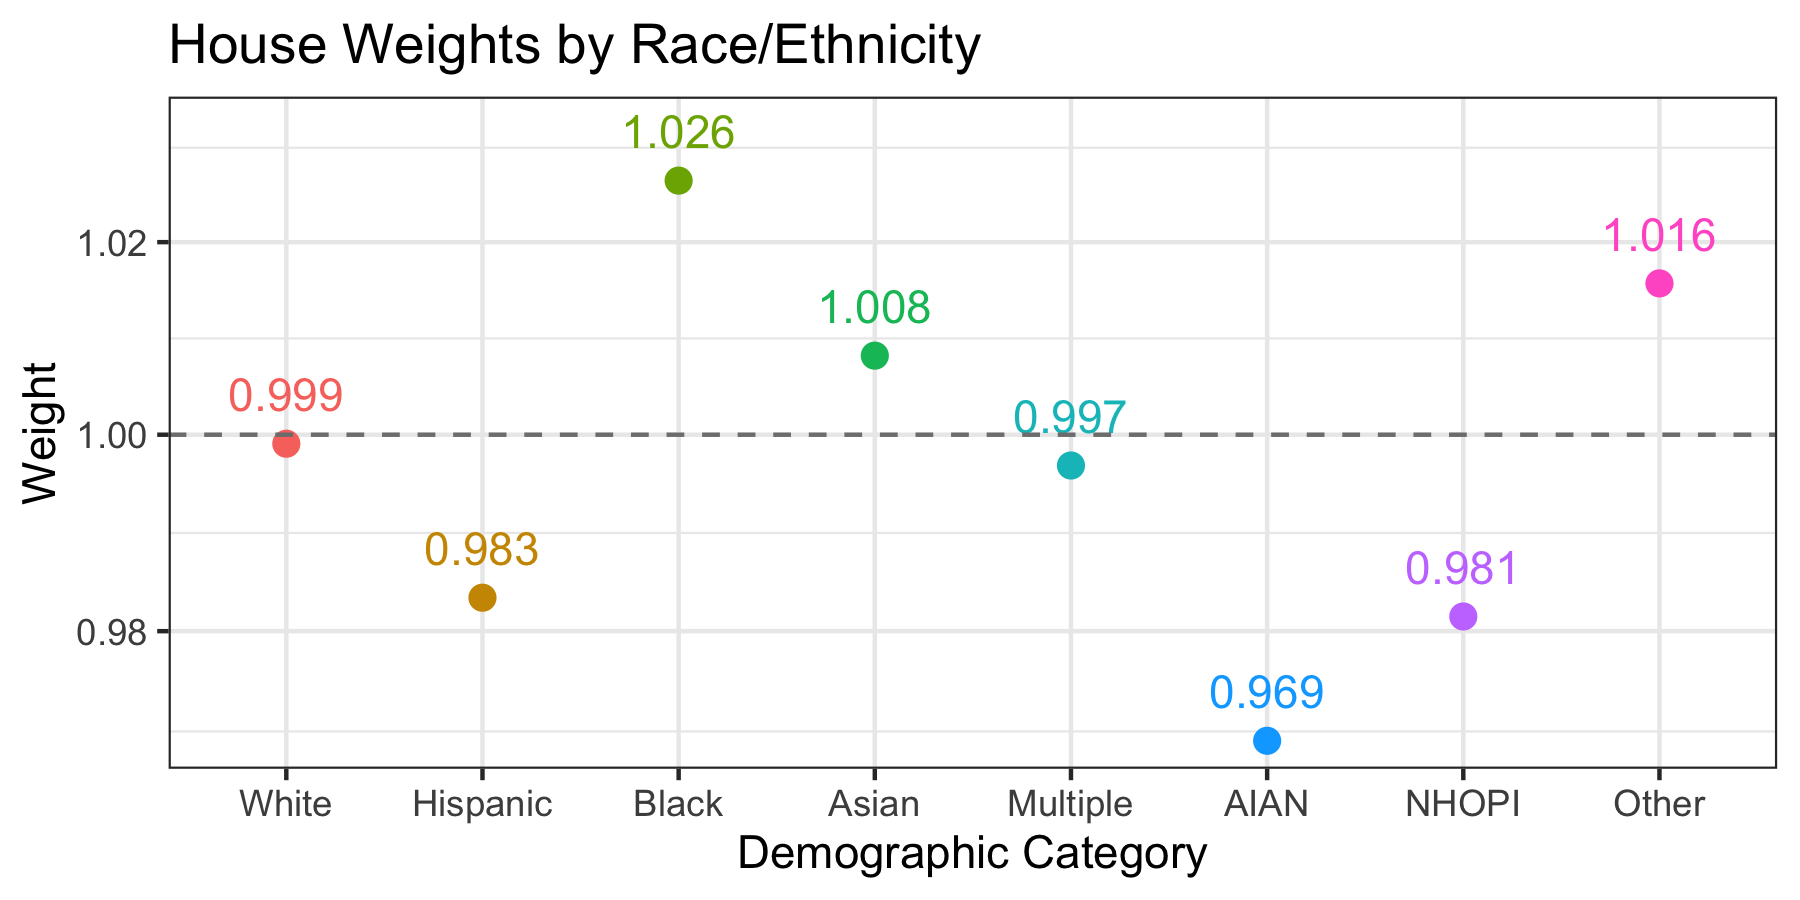 House Weights by Race/Ethnicity
1.026
1.02
1.016
1.008
0.999
0.997
1.00
Weight
0.983
0.981
0.98
0.969
White Hispanic Black Asian Multiple AIAN NHOPI Other
Demographic Category